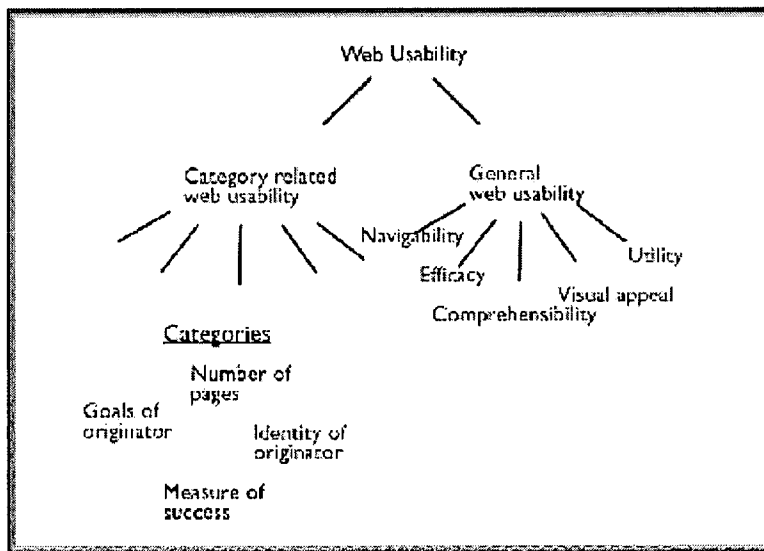 Web Usability
Category related
web usability
General
web usability
Navigability
Efficacy
Comprehensibility
Visual appeal
Utility
Categories
Number of
pages
Goals of
originator
Identity of
originator
Measure of
success